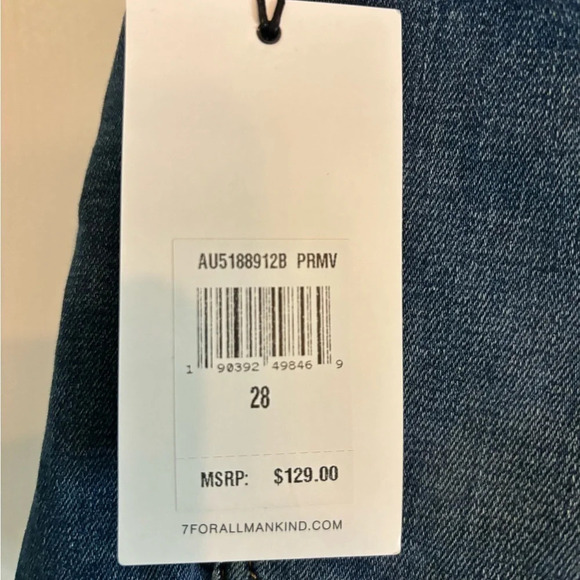 AU5188912B PRMV
1 90392 49846 9
28
MSRP: $129.00
7FORALLMANKIND.COM